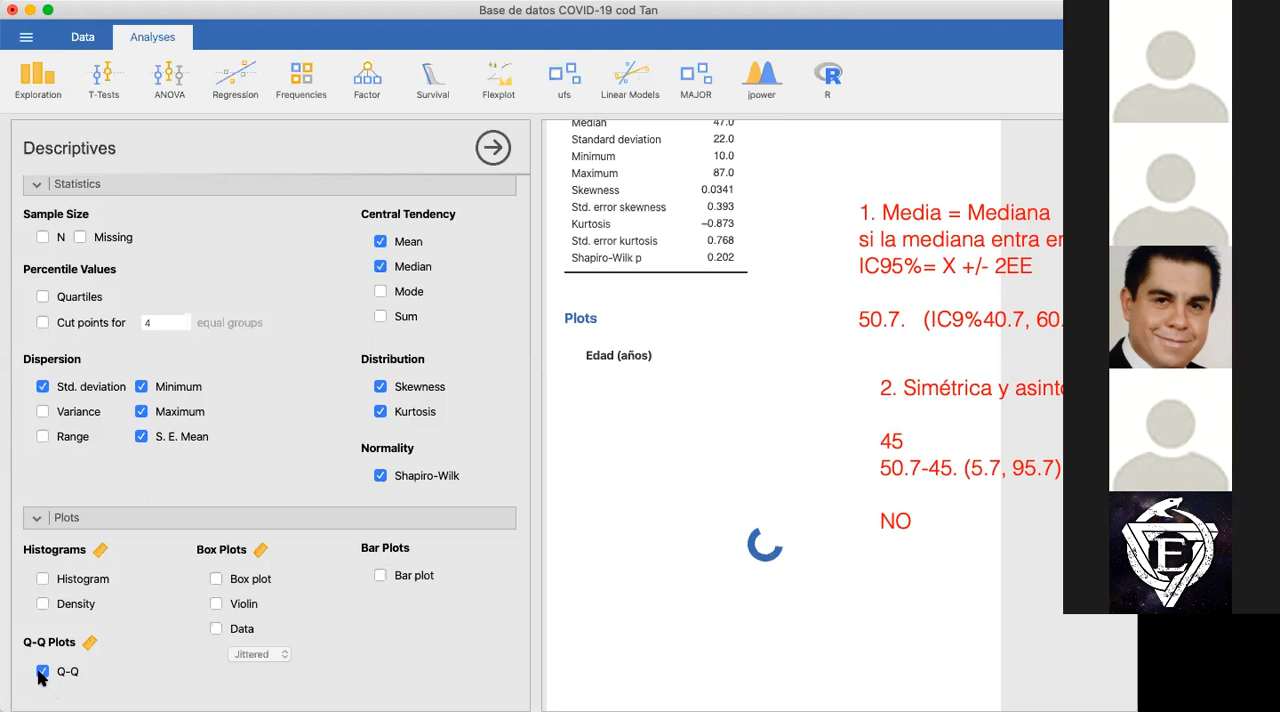 Base de datos COVID-19 cod Tan
Data
Analyses
Exploration
T-Tests
ANOVA
Regression
Frequencies
Factor
Survival
Flexplot
ufs
Linear Models
MAJOR
jpower
R
Descriptives
Statistics
Sample Size
N
Missing
Percentile Values
Quartiles
Cut points for 4 equal groups
Dispersion
Std. deviation
Minimum
Variance
Maximum
Range
S. E. Mean
Central Tendency
Mean
Median
Mode
Sum
Distribution
Skewness
Kurtosis
Normality
Shapiro-Wilk
Plots
Histograms
Histogram
Density
Q-Q Plots
Q-Q
Box Plots
Box plot
Violin
Data
Jittered
Bar Plots
Bar plot
Median 47.0
Standard deviation 22.0
Minimum 10.0
Maximum 87.0
Skewness 0.0341
Std. error skewness 0.393
Kurtosis −0.873
Std. error kurtosis 0.768
Shapiro-Wilk p 0.202
Plots
Edad (años)
1. Media = Mediana
si la mediana entra en
IC95%= X +/- 2EE
50.7. (IC9%40.7, 60.
2. Simétrica y asinto
45
50.7-45. (5.7, 95.7)
NO
E